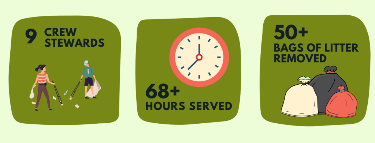 9 CREW
STEWARDS
68+
HOURS SERVED
50+
BAGS OF LITTER
REMOVED